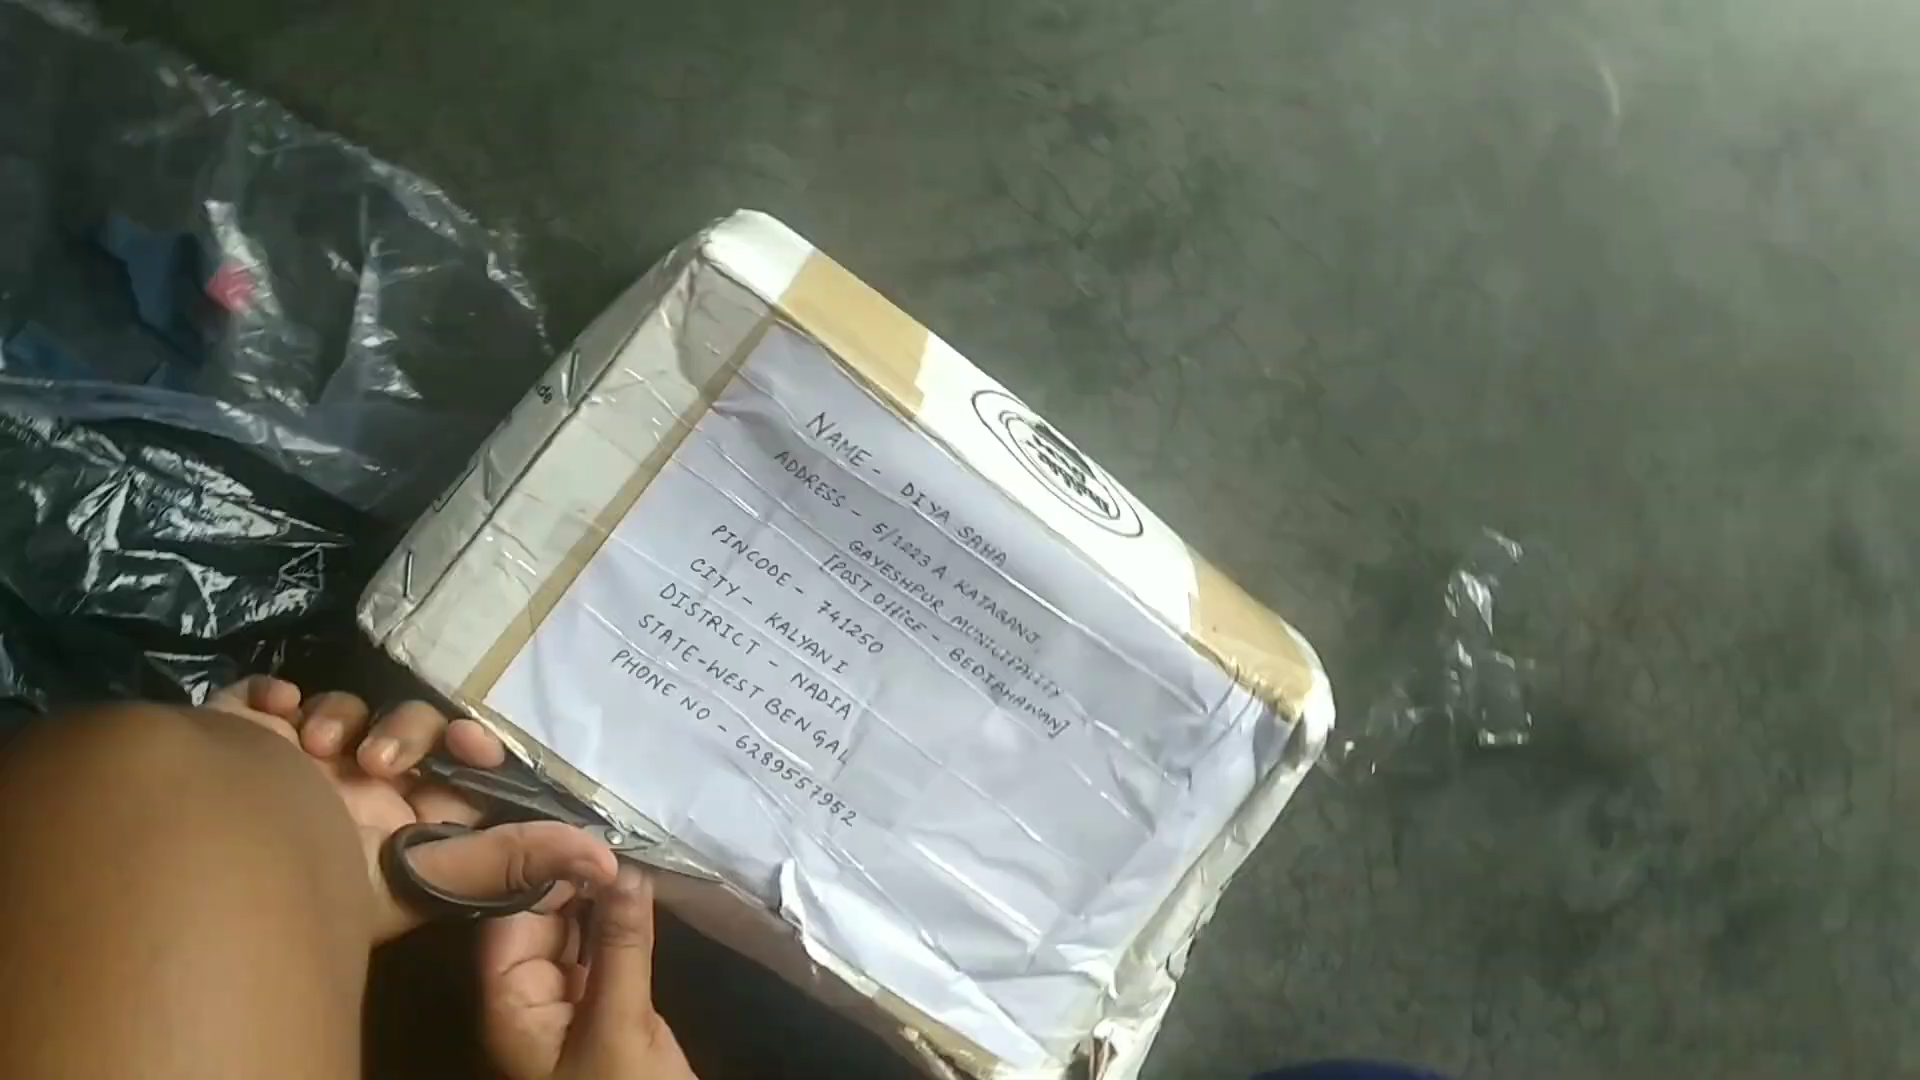 NAME - DIYA SAHA
ADDRESS - 5/1223 A KATAGANJ,
GAYESHPUR MUNICIPALITY
[POST OffICE - BEDIBHAWAN]
PINCODE - 741250
CITY - KALYANI
DISTRICT - NADIA
STATE - WEST BENGAL
PHONE NO - 6289557952